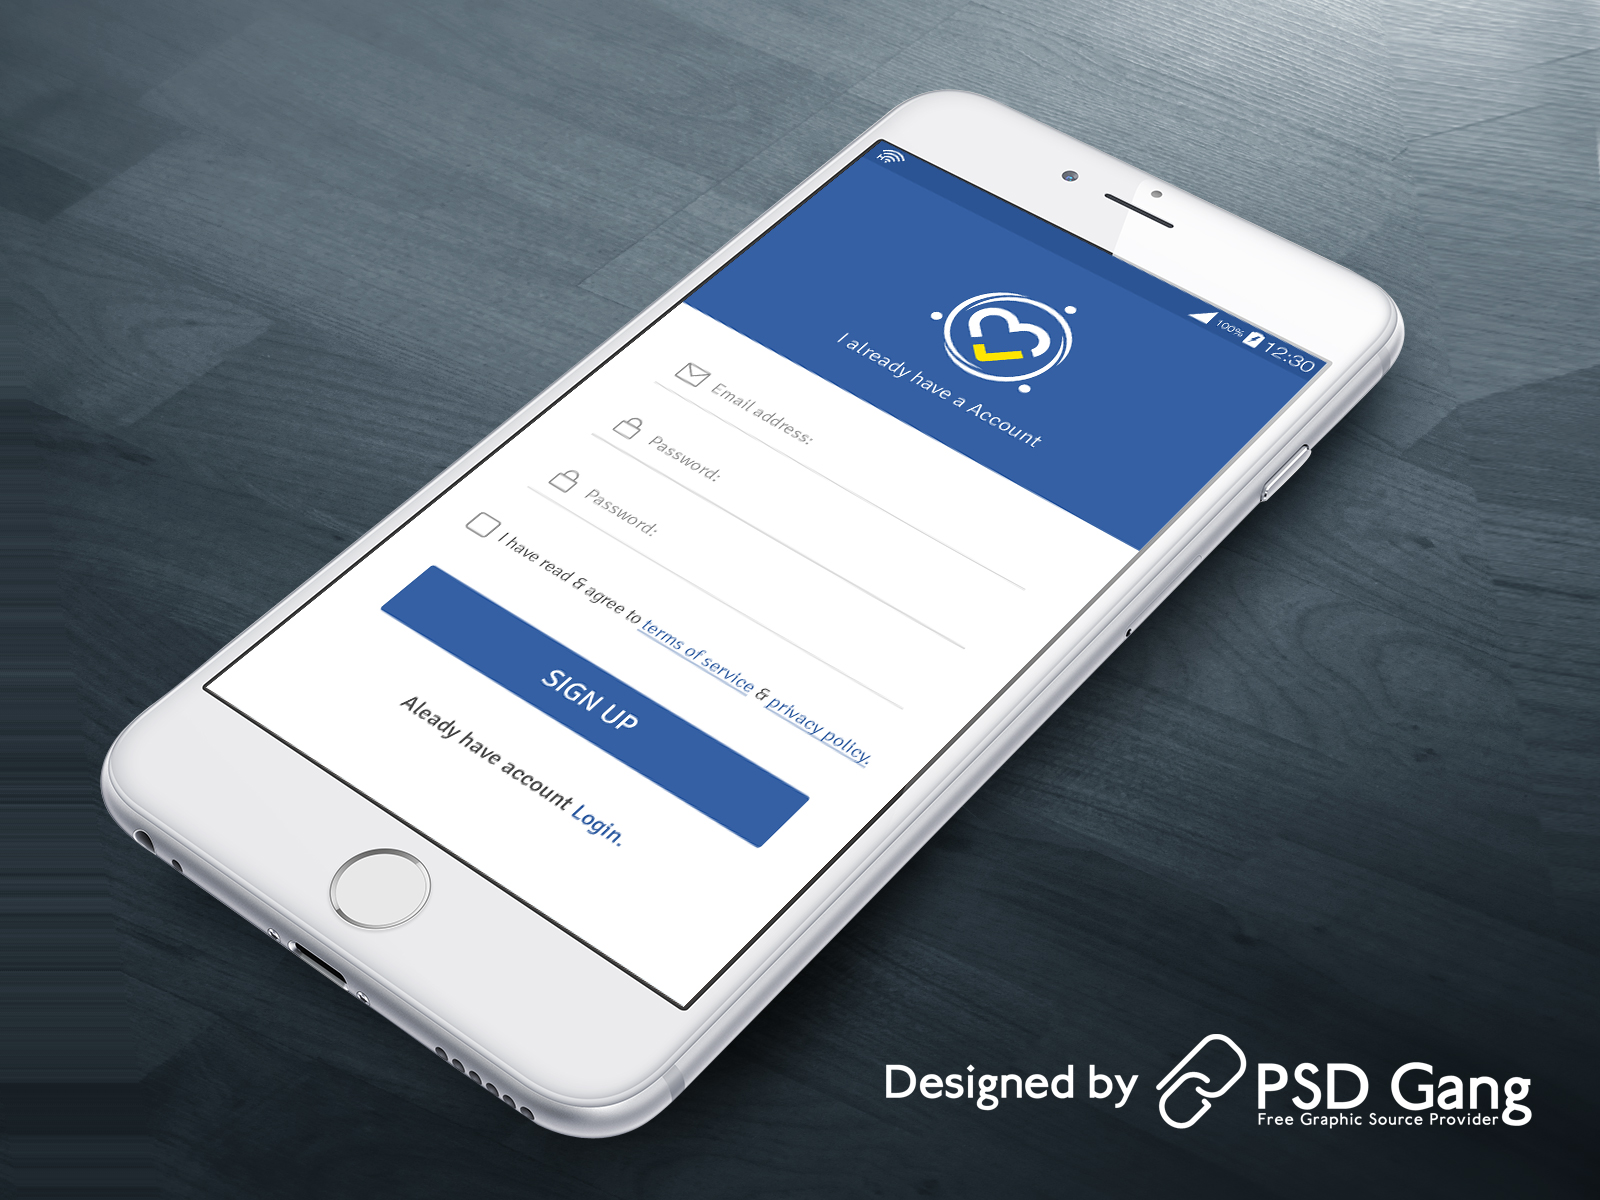 100% 12:30
I already have a Account
Email address:
Password:
Password:
I have read & agree to terms of service & privacy policy.
SIGN UP
Aleady have account Login.
Designed by PSD Gang
Free Graphic Source Provider